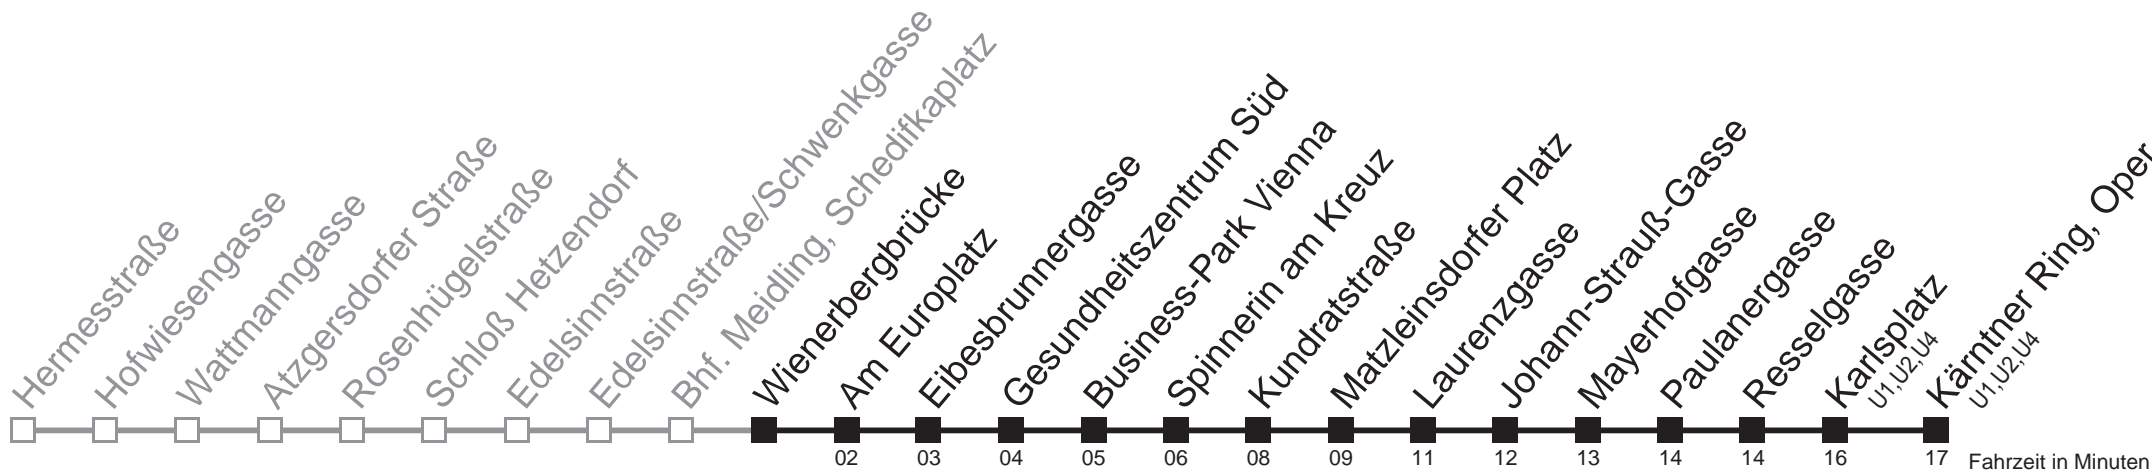 Hermesstraße
Hofwiesengasse
Wattmanngasse
Atzgersdorfer Straße
Rosenhügelstraße
Schloß Hetzendorf
Edelsinnstraße
Edelsinnstraße/Schwenkgasse
Bhf. Meidling, Schedifkaplatz
Wienerbergbrücke
Am Europlatz
Eibesbrunnergasse
Gesundheitszentrum Süd
Business-Park Vienna
Spinnerin am Kreuz
Kundratstraße
Matzleinsdorfer Platz
Laurenzgasse
Johann-Strauß-Gasse
Mayerhofgasse
Paulanergasse
Resselgasse
Karlsplatz
U1,U2,U4
Kärntner Ring, Oper
U1,U2,U4
02 03 04 05 06 08 09 11 12 13 14 14 16 17 Fahrzeit in Minuten